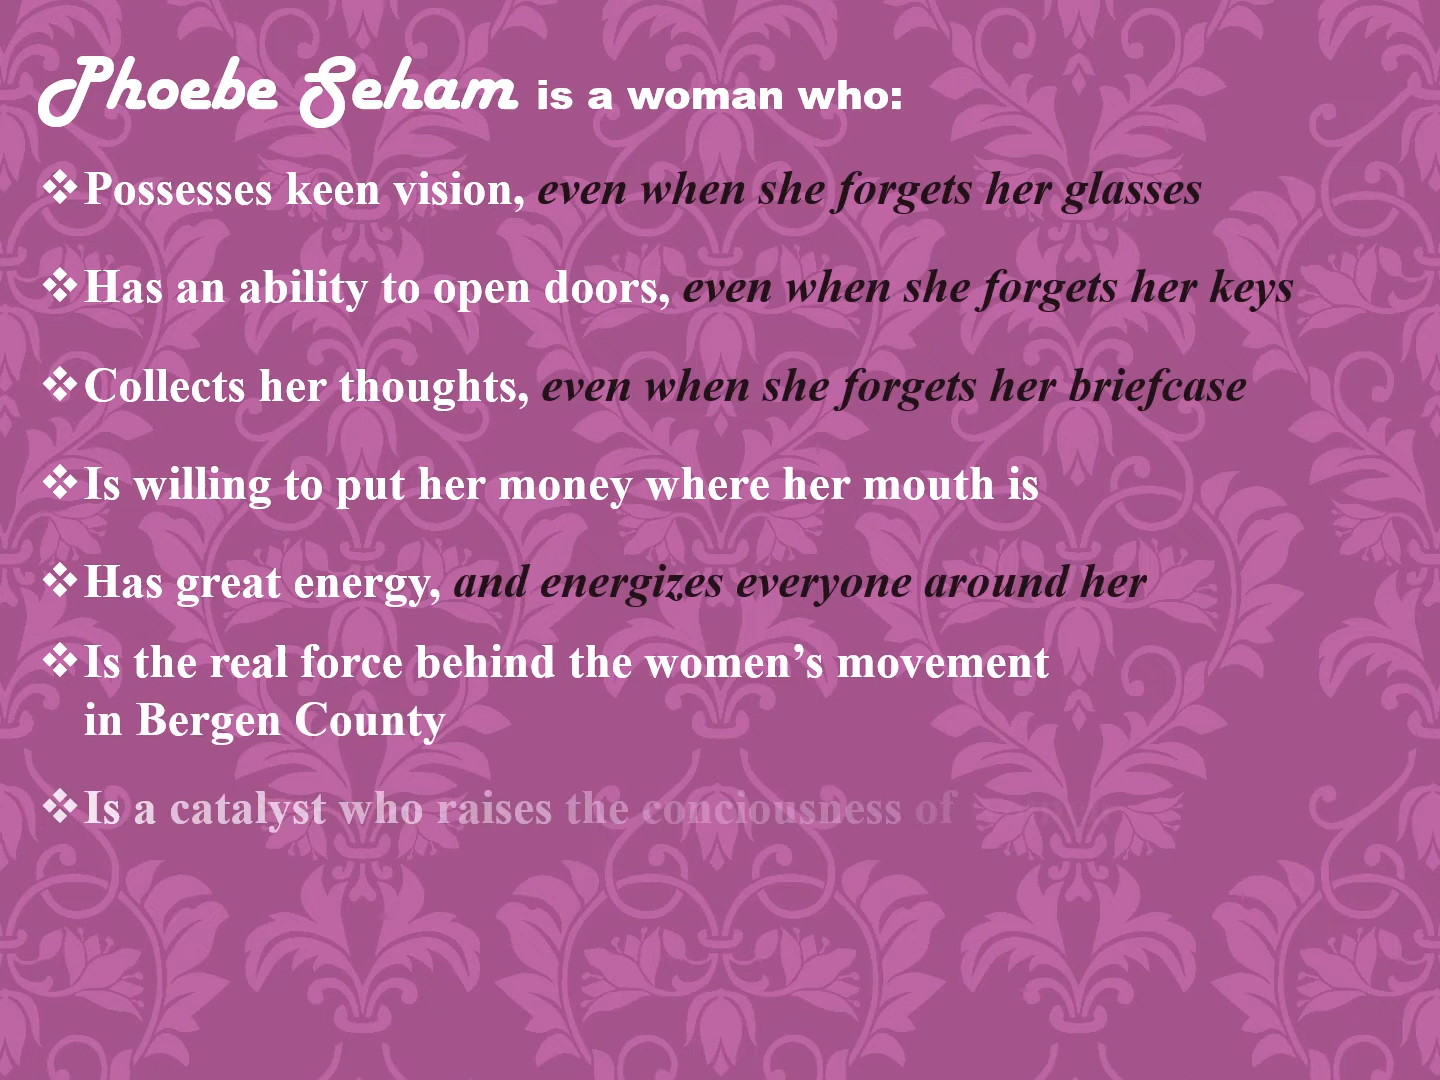 Phoebe Seham is a woman who:
❖Possesses keen vision, even when she forgets her glasses
❖Has an ability to open doors, even when she forgets her keys
❖Collects her thoughts, even when she forgets her briefcase
❖Is willing to put her money where her mouth is
❖Has great energy, and energizes everyone around her
❖Is the real force behind the women’s movement
in Bergen County
❖Is a catalyst who raises the conciousness of